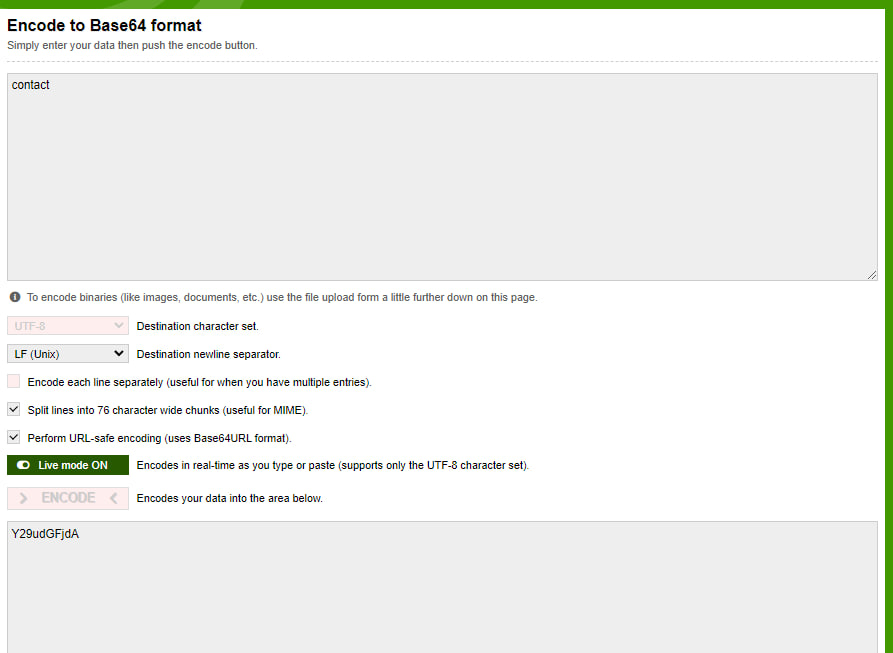 Encode to Base64 format
Simply enter your data then push the encode button.
contact
To encode binaries (like images, documents, etc.) use the file upload form a little further down on this page.
UTF-8 Destination character set.
LF (Unix) Destination newline separator.
Encode each line separately (useful for when you have multiple entries).
Split lines into 76 character wide chunks (useful for MIME).
Perform URL-safe encoding (uses Base64URL format).
Live mode ON Encodes in real-time as you type or paste (supports only the UTF-8 character set).
> ENCODE < Encodes your data into the area below.
Y29udGFjdA